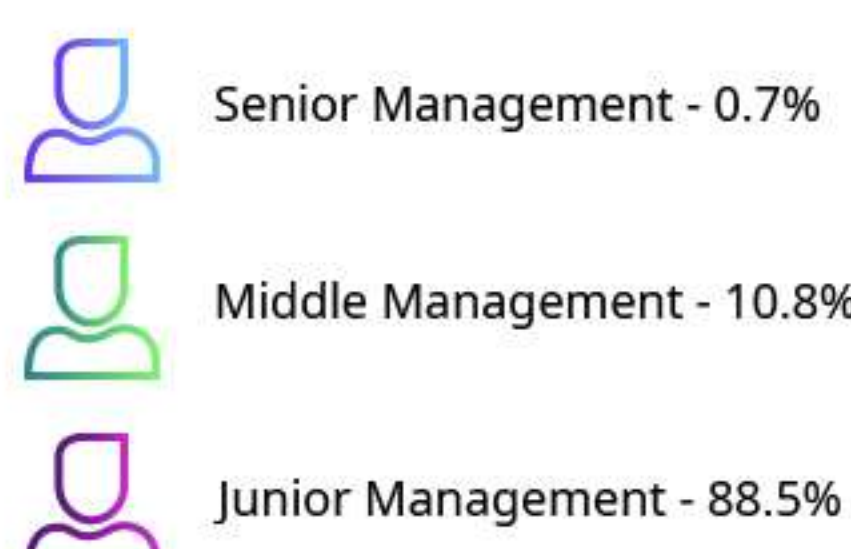 Senior Management - 0.7%
Middle Management - 10.8%
Junior Management - 88.5%